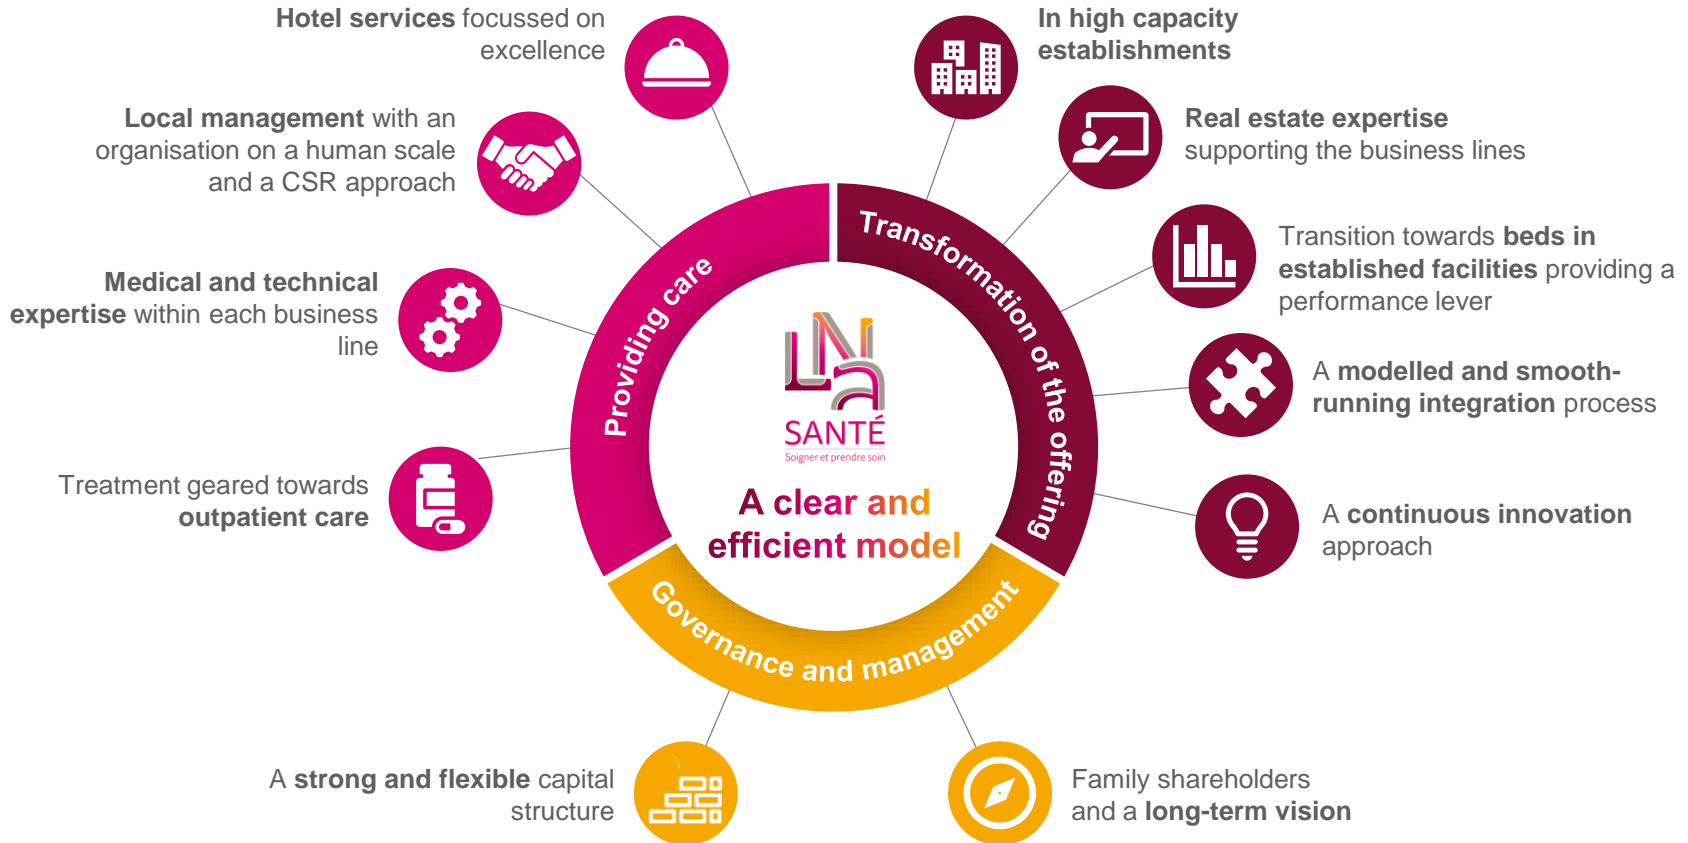 Hotel services focussed on
excellence
Local management with an
organisation on a human scale
and a CSR approach
Medical and technical
expertise within each business
line
Treatment geared towards
outpatient care
Providing care
In high capacity
establishments
Real estate expertise
supporting the business lines
Transition towards beds in
established facilities providing a
performance lever
A modelled and smooth-
running integration process
A continuous innovation
approach
Transformation of the offering
LNa
SANTÉ
Soigner et prendre soin
A clear and
efficient model
Governance and management
A strong and flexible capital
structure
Family shareholders
and a long-term vision